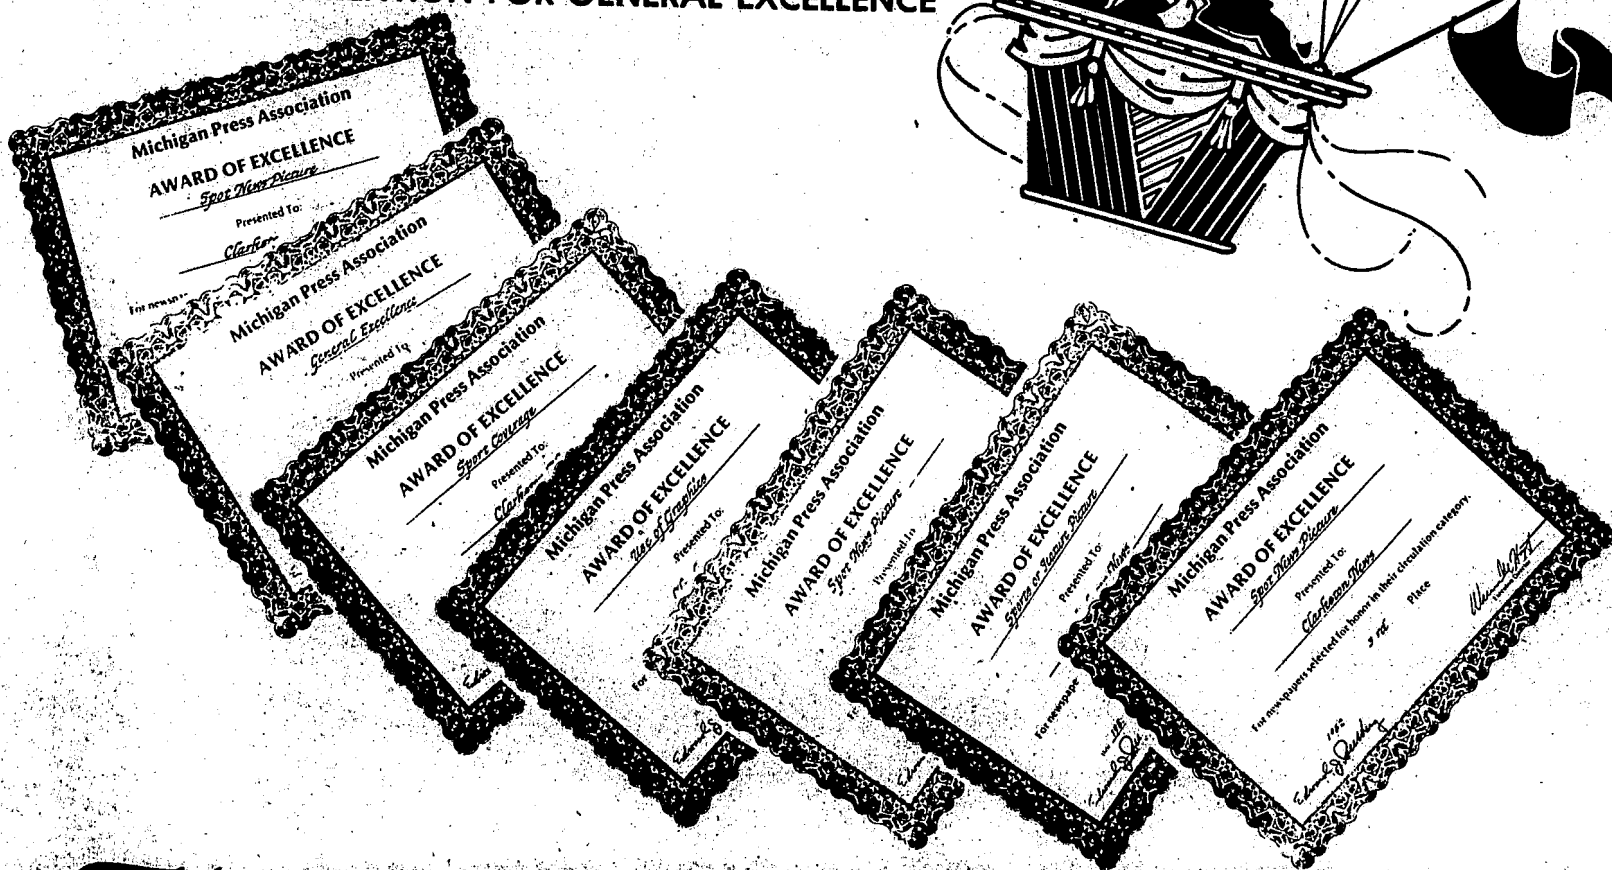 FOR GENERAL EXCELLENCE
Michigan Press Association
AWARD OF EXCELLENCE
Spot News Picture
Presented To:
Michigan Press Association
AWARD OF EXCELLENCE
General Excellence
Presented To
Michigan Press Association
AWARD OF EXCELLENCE
Sport Coverage
Presented To:
Michigan Press Association
AWARD OF EXCELLENCE
Use of Graphics
Presented To:
Michigan Press Association
AWARD OF EXCELLENCE
Spot News Picture
Presented To
Michigan Press Association
AWARD OF EXCELLENCE
Sports or Feature Picture
Presented To:
News
For newspape
Michigan Press Association
AWARD OF EXCELLENCE
Spot News Picture
Presented To:
Clarkston News
For newspapers selected for honor in their circulation category.
3rd Place